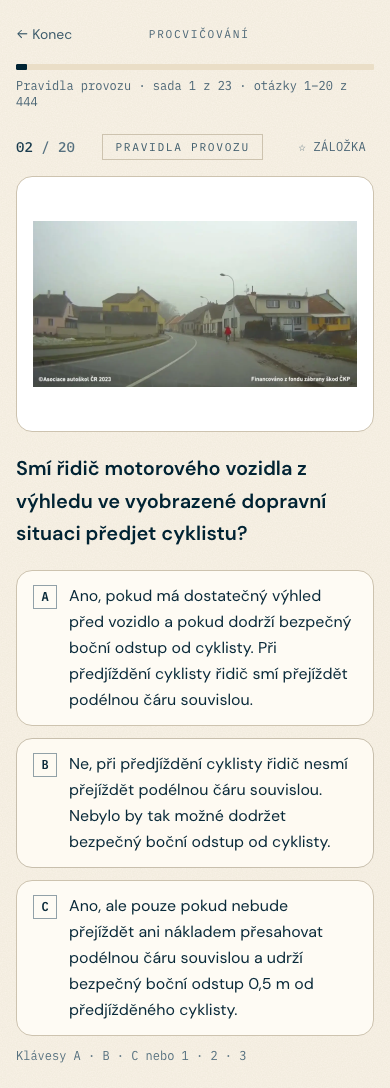 ← Konec PROCVIČOVÁNÍ
Pravidla provozu · sada 1 z 23 · otázky 1–20 z
444
02 / 20 PRAVIDLA PROVOZU ☆ ZÁLOŽKA
©Asociace autoškol ČR 2023 Financováno z fondu zábrany škod ČKP
Smí řidič motorového vozidla z
výhledu ve vyobrazené dopravní
situaci předjet cyklistu?
A Ano, pokud má dostatečný výhled
před vozidlo a pokud dodrží bezpečný
boční odstup od cyklisty. Při
předjíždění cyklisty řidič smí přejíždět
podélnou čáru souvislou.
B Ne, při předjíždění cyklisty řidič nesmí
přejíždět podélnou čáru souvislou.
Nebylo by tak možné dodržet
bezpečný boční odstup od cyklisty.
C Ano, ale pouze pokud nebude
přejíždět ani nákladem přesahovat
podélnou čáru souvislou a udrží
bezpečný boční odstup 0,5 m od
předjížděného cyklisty.
Klávesy A · B · C nebo 1 · 2 · 3